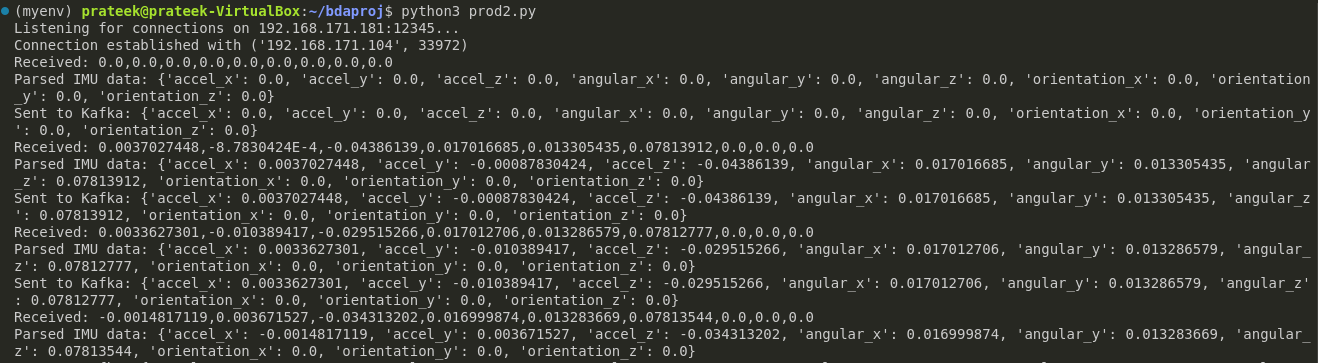 (myenv) prateek@prateek-VirtualBox:~/bdaproj$ python3 prod2.py
Listening for connections on 192.168.171.181:12345...
Connection established with ('192.168.171.104', 33972)
Received: 0.0,0.0,0.0,0.0,0.0,0.0,0.0,0.0,0.0
Parsed IMU data: {'accel_x': 0.0, 'accel_y': 0.0, 'accel_z': 0.0, 'angular_x': 0.0, 'angular_y': 0.0, 'angular_z': 0.0, 'orientation_x': 0.0, 'orientation
_y': 0.0, 'orientation_z': 0.0}
Sent to Kafka: {'accel_x': 0.0, 'accel_y': 0.0, 'accel_z': 0.0, 'angular_x': 0.0, 'angular_y': 0.0, 'angular_z': 0.0, 'orientation_x': 0.0, 'orientation_y
': 0.0, 'orientation_z': 0.0}
Received: 0.0037027448,-8.7830424E-4,-0.04386139,0.017016685,0.013305435,0.07813912,0.0,0.0,0.0
Parsed IMU data: {'accel_x': 0.0037027448, 'accel_y': -0.00087830424, 'accel_z': -0.04386139, 'angular_x': 0.017016685, 'angular_y': 0.013305435, 'angular
_z': 0.07813912, 'orientation_x': 0.0, 'orientation_y': 0.0, 'orientation_z': 0.0}
Sent to Kafka: {'accel_x': 0.0037027448, 'accel_y': -0.00087830424, 'accel_z': -0.04386139, 'angular_x': 0.017016685, 'angular_y': 0.013305435, 'angular_z
': 0.07813912, 'orientation_x': 0.0, 'orientation_y': 0.0, 'orientation_z': 0.0}
Received: 0.0033627301,-0.010389417,-0.029515266,0.017012706,0.013286579,0.07812777,0.0,0.0,0.0
Parsed IMU data: {'accel_x': 0.0033627301, 'accel_y': -0.010389417, 'accel_z': -0.029515266, 'angular_x': 0.017012706, 'angular_y': 0.013286579, 'angular_
z': 0.07812777, 'orientation_x': 0.0, 'orientation_y': 0.0, 'orientation_z': 0.0}
Sent to Kafka: {'accel_x': 0.0033627301, 'accel_y': -0.010389417, 'accel_z': -0.029515266, 'angular_x': 0.017012706, 'angular_y': 0.013286579, 'angular_z'
: 0.07812777, 'orientation_x': 0.0, 'orientation_y': 0.0, 'orientation_z': 0.0}
Received: -0.0014817119,0.003671527,-0.034313202,0.016999874,0.013283669,0.07813544,0.0,0.0,0.0
Parsed IMU data: {'accel_x': -0.0014817119, 'accel_y': 0.003671527, 'accel_z': -0.034313202, 'angular_x': 0.016999874, 'angular_y': 0.013283669, 'angular_
z': 0.07813544, 'orientation_x': 0.0, 'orientation_y': 0.0, 'orientation_z': 0.0}